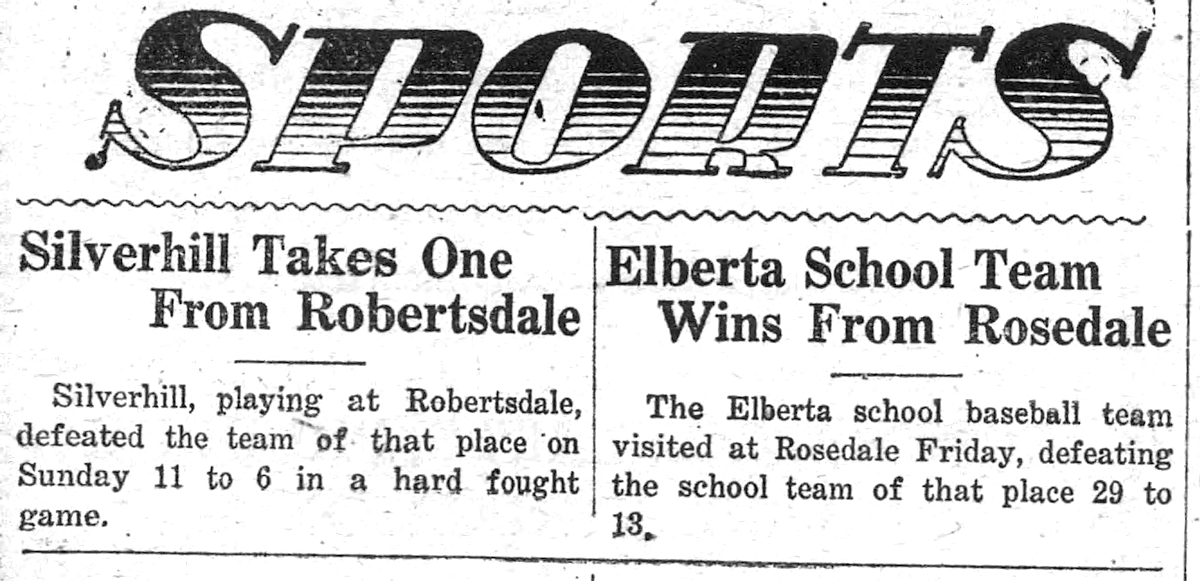 SPORTS
Silverhill Takes One
From Robertsdale
Silverhill, playing at Robertsdale,
defeated the team of that place on
Sunday 11 to 6 in a hard fought
game.
Elberta School Team
Wins From Rosedale
The Elberta school baseball team
visited at Rosedale Friday, defeating
the school team of that place 29 to
13.